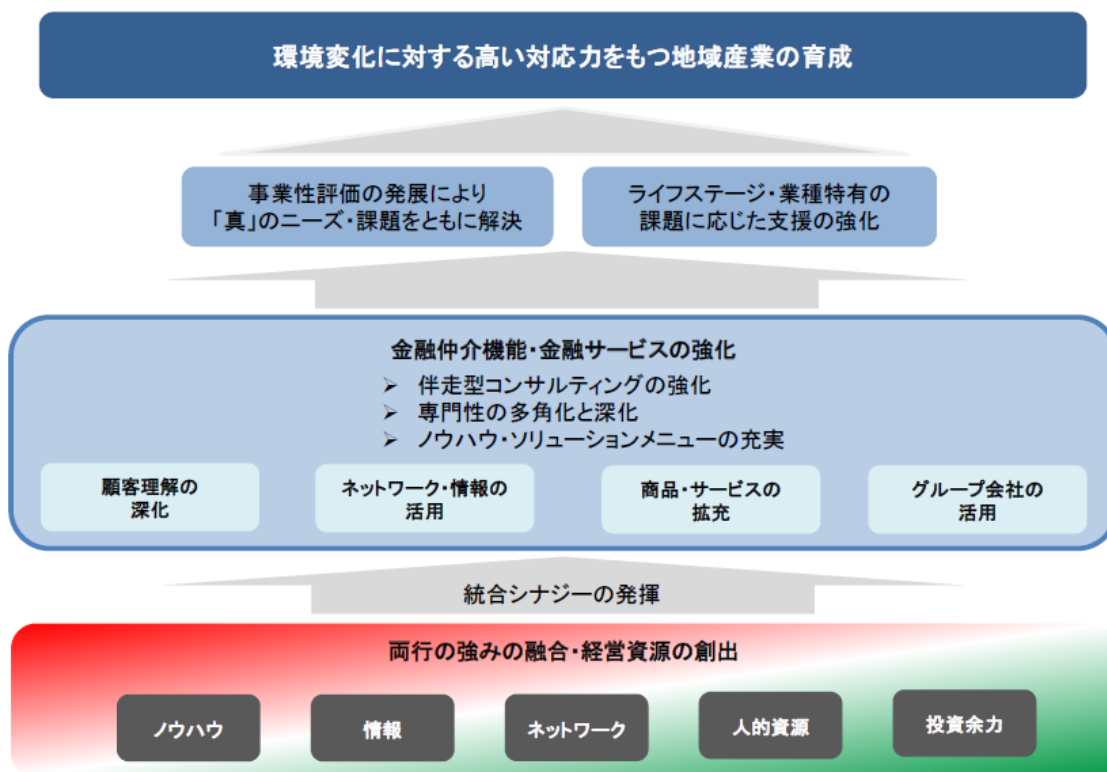 環境変化に対する高い対応力をもつ地域産業の育成
事業性評価の発展により
「真」のニーズ・課題をともに解決
ライフステージ・業種特有の
課題に応じた支援の強化
金融仲介機能・金融サービスの強化
➢ 伴走型コンサルティングの強化
➢ 専門性の多角化と深化
➢ ノウハウ・ソリューションメニューの充実
顧客理解の
深化
ネットワーク・情報の
活用
商品・サービスの
拡充
グループ会社の
活用
統合シナジーの発揮
両行の強みの融合・経営資源の創出
ノウハウ
情報
ネットワーク
人的資源
投資余力